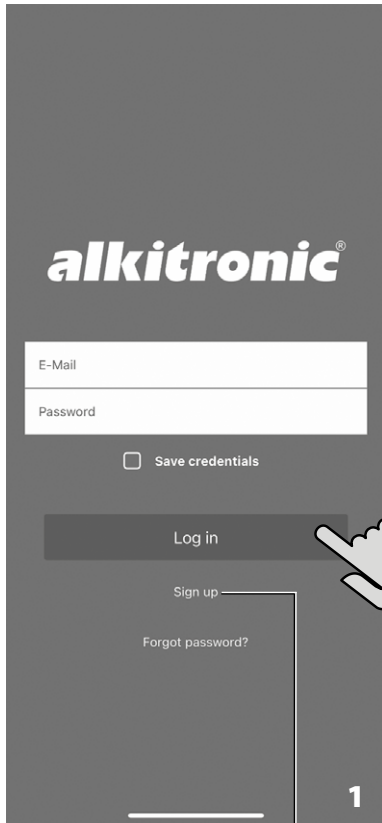 alkitronic®
E-Mail
Password
Save credentials
Log in
Sign up
Forgot password?
1